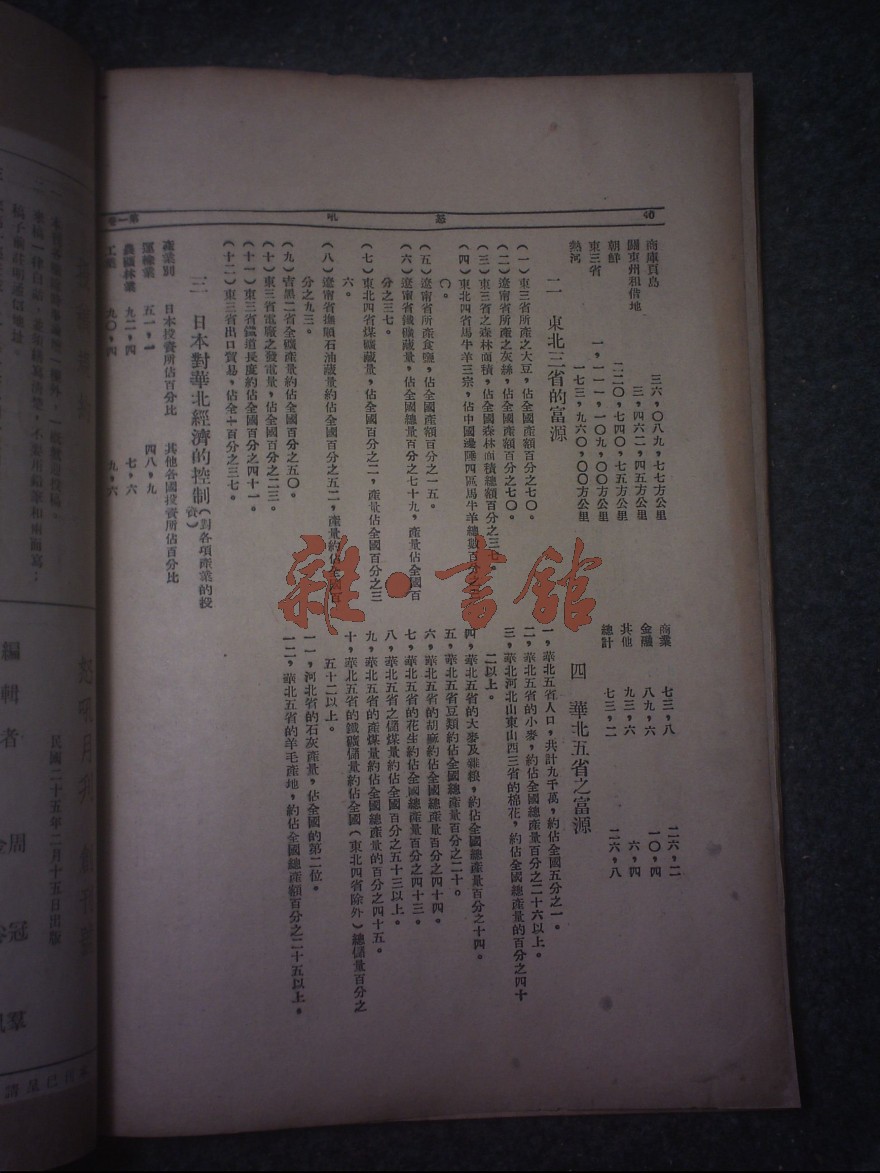 40
怒
吼
第一卷
商庫頁島 三六,〇八九,七七方公里
關東州租借地 三,四六二,四五方公里
朝鮮 二二〇,七四〇,七五方公里
東三省 一,一一一,一〇九,〇〇方公里
熱河 一七三,九六〇,〇〇方公里
二 東北三省的富源
(一)東三省所產之大豆,佔全國產額百分之七〇。
(二)遼甯省所產之灰絲,佔全國產額百分之七〇。
(三)東三省之森林面積,佔全國森林面積總額百分之三七。
(四)東北四省馬牛羊三宗,佔中國邊陲四區馬牛羊總數百分之三
〇。
(五)遼甯省所產食鹽,佔全國產額百分之一五。
(六)遼甯省鐵礦藏量,佔全國總量百分之七十九,產量佔全國百
分之三七。
(七)東北四省煤礦藏量,佔全國百分之二,產量佔全國百分之三
六。
(八)遼甯省撫順石油藏量約佔全國百分之五二,產量約佔全國百
分之九三。
(九)吉黑二省金礦產量約佔全國百分之五〇。
(十)東三省電廠之發電量,佔全國百分之二三。
(十一)東三省鐵道長度約佔全國百分之四一。
(十二)東三省出口貿易,佔全十百分之三七。
三 日本對華北經濟的控制(對各項產業的投資)
產業別 日本投資所佔百分比 其他各國投資所佔百分比
運輸業 五一,一 四八,九
農礦林業 九二,四 七,六
工業 九〇,四 九,六
商業 七三,八 二六,二
金融 八九,六 一〇,四
其他 九三,六 六,四
總計 七三,二 二六,八
四 華北五省之富源
一,華北五省人口,共計九千萬,約佔全國五分之一。
二,華北五省的小麥,約佔全國總產量百分之二十六以上。
三,華北河北山東山西三省的棉花,約佔全國總產量的百分之四十
二以上。
四,華北五省的大麥及雜粮,約佔全國總產量百分之十四。
五,華北五省豆類約佔全國總產量百分之二十。
六,華北五省的胡麻約佔全國總產量百分之四十四。
七,華北五省的花生約佔全國總產量百分之四十三。
八,華北五省之儲煤量約佔全國百分之五十三以上。
九,華北五省的產煤量約佔全國總產量的百分之四十五。
十,華北五省的鐵礦儲量約佔全國(東北四省除外)總儲量百分之
五十二以上。
一一,河北省的石灰產量,佔全國的第二位。
一二,華北五省的羊毛產地,約佔全國總產額百分之二十五以上。
雜·書館
民國二十五年二月十五日出版
編輯者
周冠羣